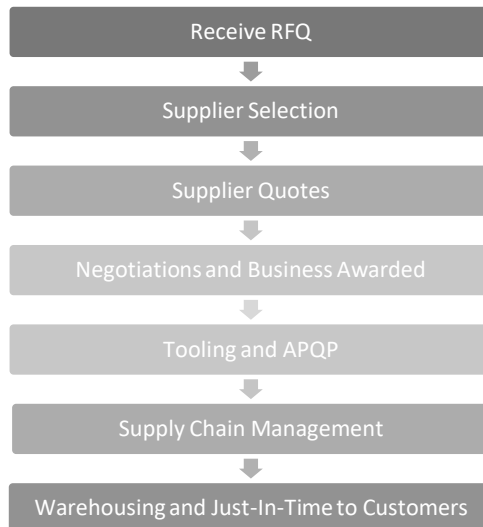 Receive RFQ
Supplier Selection
Supplier Quotes
Negotiations and Business Awarded
Tooling and APQP
Supply Chain Management
Warehousing and Just-In-Time to Customers